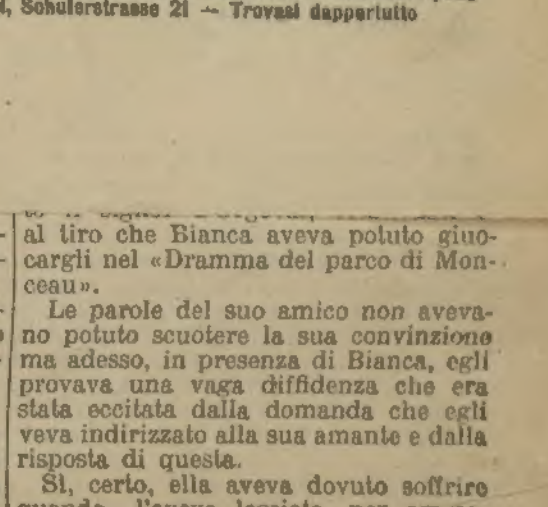 Schulerstrasse 21 — Trovasi dappertutto
al tiro che Bianca aveva potuto giuo-
cargli nel «Dramma del parco di Mon-
ceau».
Le parole del suo amico non aveva-
no potuto scuotere la sua convinzione
ma adesso, in presenza di Bianca, egli
provava una vaga diffidenza che era
stata eccitata dalla domanda che egli
veva indirizzato alla sua amante e dalla
risposta di questa.
Sì, certo, ella aveva dovuto soffrire